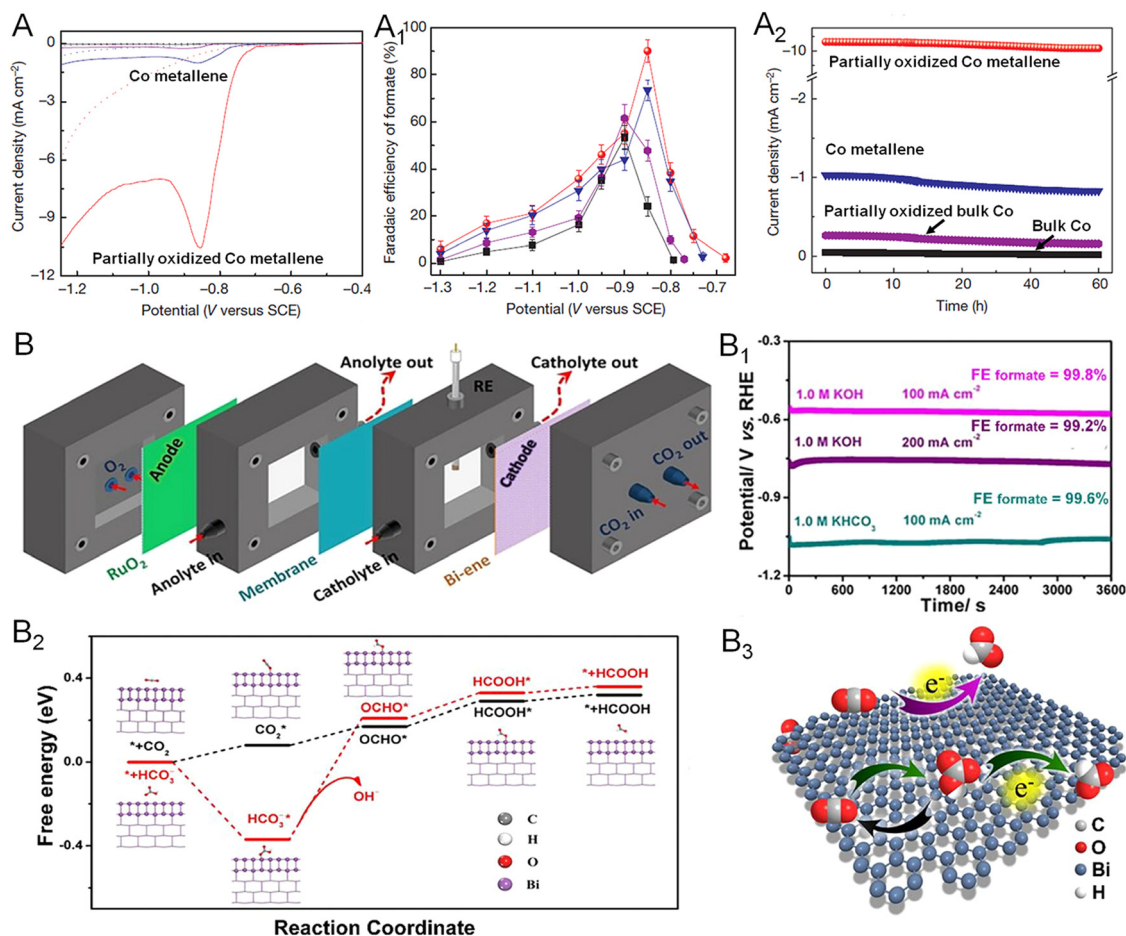 A
0
−3
−6
−9
−12
Current density (mA cm⁻²)
Co metallene
Partially oxidized Co metallene
−1.2
−1.0
−0.8
−0.6
−0.4
Potential (V versus SCE)
A₁
100
90
80
70
60
50
40
30
20
10
0
Faradaic efficiency of formate (%)
−1.3
−1.2
−1.1
−1.0
−0.9
−0.8
−0.7
Potential (V versus SCE)
A₂
−10
−2
−1
0
Current density (mA cm⁻²)
Partially oxidized Co metallene
Co metallene
Partially oxidized bulk Co
Bulk Co
0
20
40
60
Time (h)
B
Anolyte out
Catholyte out
RE
O₂
Anode
Cathode
CO₂ out
CO₂ in
RuO₂
Anolyte in
Membrane
Catholyte in
Bi-ene
B₁
-0.3
-0.6
-0.9
-1.2
Potential/ V vs. RHE
FE formate = 99.8%
1.0 M KOH 100 mA cm⁻²
FE formate = 99.2%
1.0 M KOH 200 mA cm⁻²
FE formate = 99.6%
1.0 M KHCO₃ 100 mA cm⁻²
0
600
1200
1800
2400
3000
3600
Time/ s
B₂
0.4
0.0
-0.4
Free energy (eV)
*+CO₂
*+HCO₃⁻
CO₂*
HCO₃⁻*
OCHO*
OCHO*
OH⁻
HCOOH*
HCOOH*
*+HCOOH
*+HCOOH
C
H
O
Bi
Reaction Coordinate
B₃
e⁻
e⁻
C
O
Bi
H